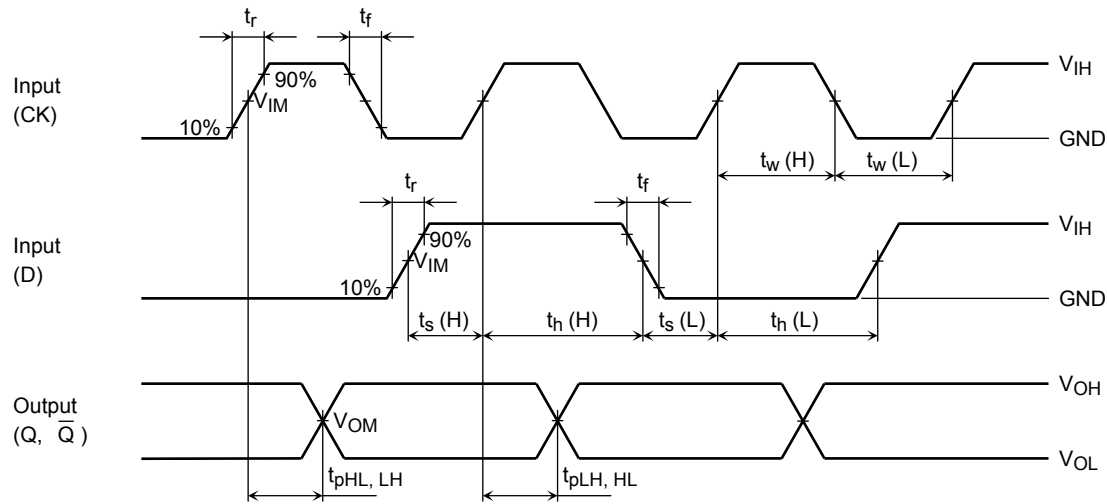 tr
tf
Input
(CK)
90%
VIM
10%
VIH
GND
tw (H)
tw (L)
tr
tf
Input
(D)
90%
VIM
10%
VIH
GND
ts (H)
th (H)
ts (L)
th (L)
Output
(Q, Q̅ )
VOM
VOH
VOL
tpHL, LH
tpLH, HL